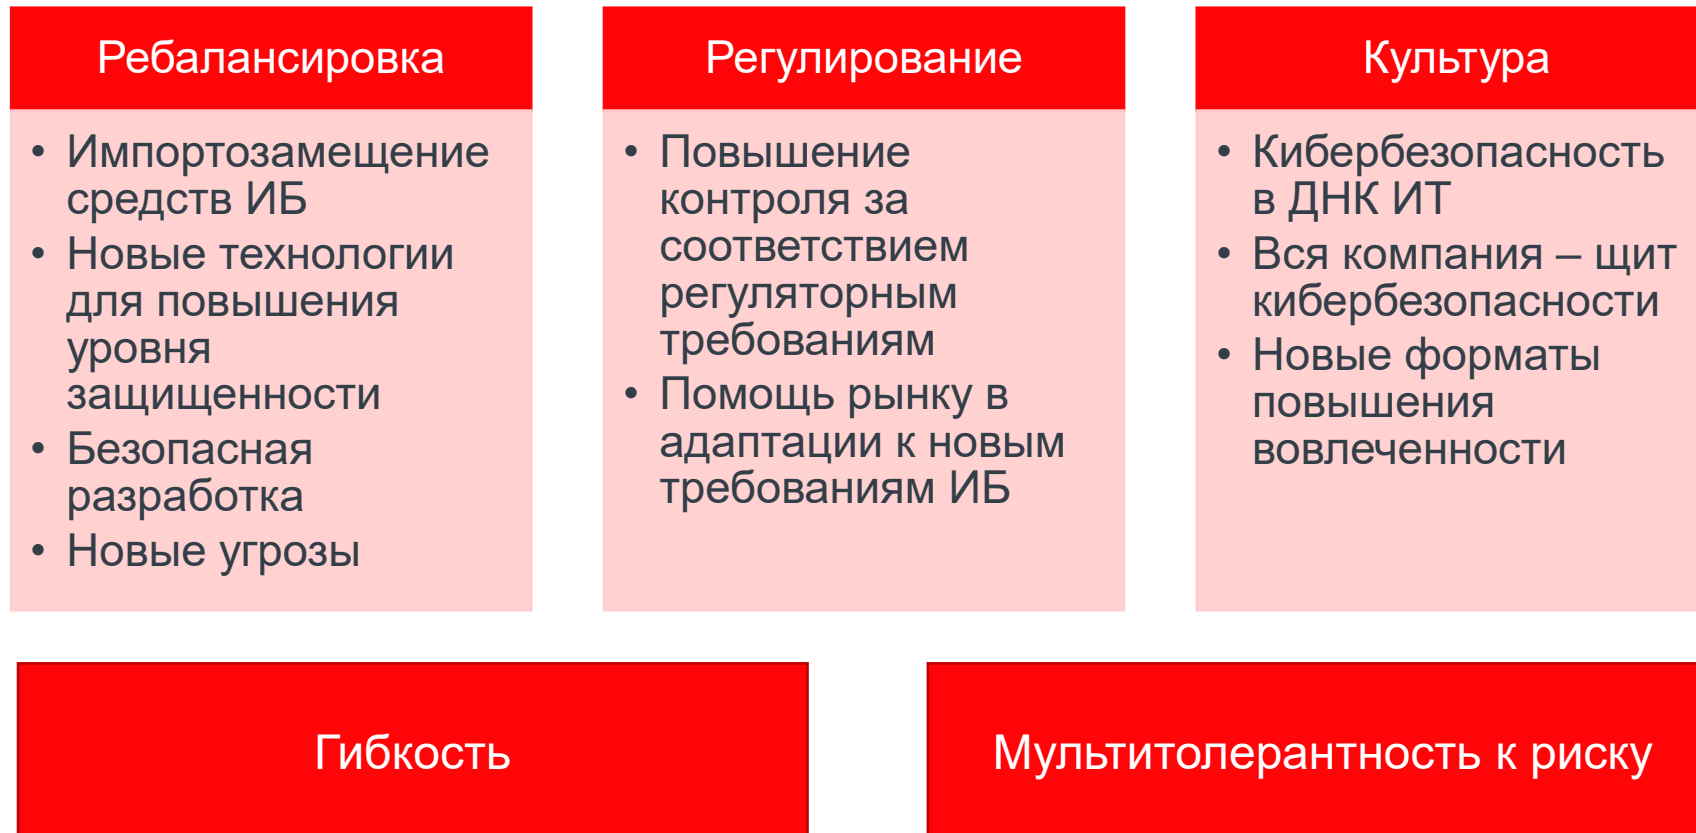 Ребалансировка
• Импортозамещение
средств ИБ
• Новые технологии
для повышения
уровня
защищенности
• Безопасная
разработка
• Новые угрозы
Регулирование
• Повышение
контроля за
соответствием
регуляторным
требованиям
• Помощь рынку в
адаптации к новым
требованиям ИБ
Культура
• Кибербезопасность
в ДНК ИТ
• Вся компания – щит
кибербезопасности
• Новые форматы
повышения
вовлеченности
Гибкость
Мультитолерантность к риску